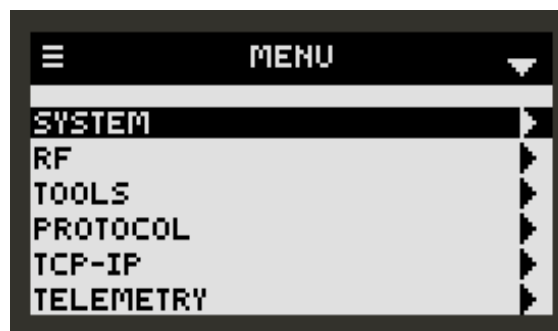 MENU
SYSTEM
RF
TOOLS
PROTOCOL
TCP-IP
TELEMETRY